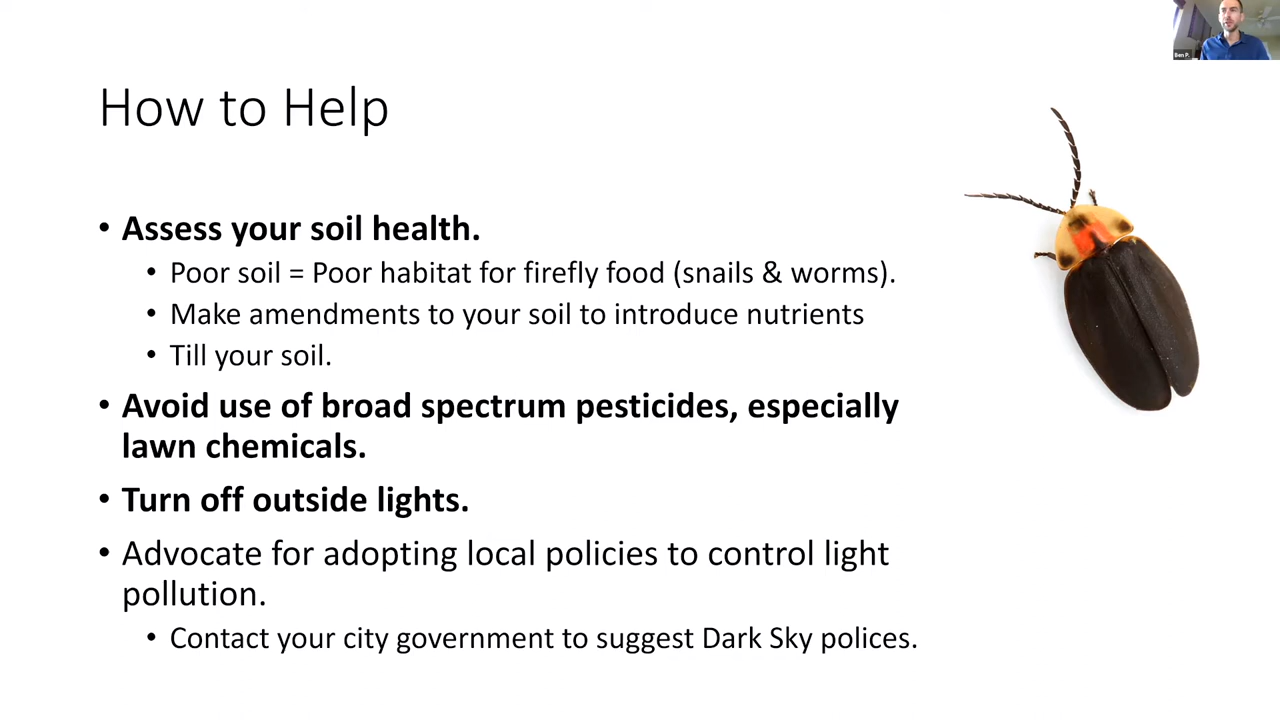 Ben P.
How to Help
• Assess your soil health.
• Poor soil = Poor habitat for firefly food (snails & worms).
• Make amendments to your soil to introduce nutrients
• Till your soil.
• Avoid use of broad spectrum pesticides, especially
lawn chemicals.
• Turn off outside lights.
• Advocate for adopting local policies to control light
pollution.
• Contact your city government to suggest Dark Sky polices.